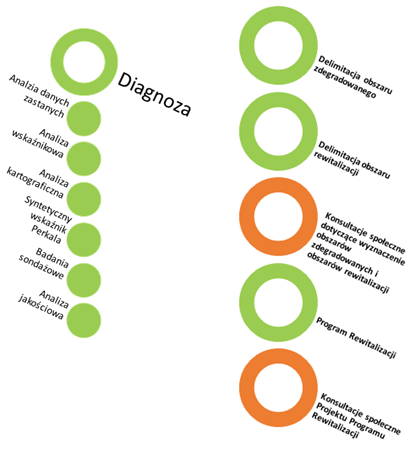 Diagnoza
Analzia danych
zastanych
Analiza
wskaźnikowa
Analiza
kartograficzna
Syntetyczny
wskaźnik
Perkala
Badania
sondażowe
Analiza
jakościowa
Delimitacja obszaru
zdegradowanego
Delimitacja obszaru
rewitalizacji
Konsultacje społeczne
dotyczące wyznaczenie
obszarów
zdegradowanych i
obszarów rewitalizacji
Program Rewitalizacji
Konsultacje społeczne
Projektu Programu
Rewitalizacji